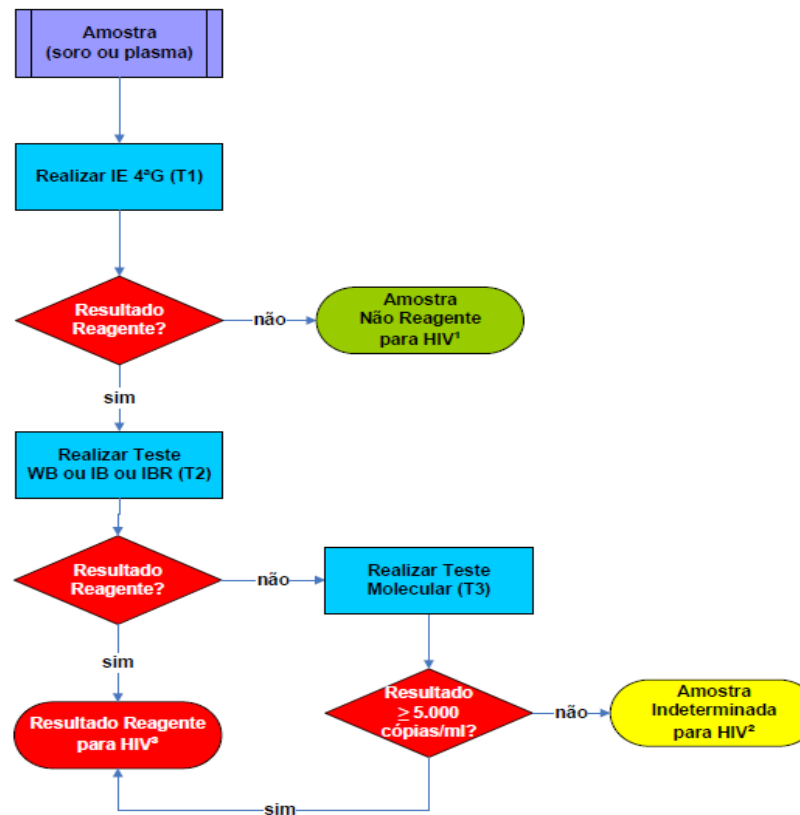 Amostra
(soro ou plasma)
Realizar IE 4ªG (T1)
Resultado
Reagente?
não
Amostra
Não Reagente
para HIV¹
sim
Realizar Teste
WB ou IB ou IBR (T2)
Resultado
Reagente?
não
Realizar Teste
Molecular (T3)
sim
Resultado
≥ 5.000
cópias/ml?
não
Amostra
Indeterminada
para HIV²
Resultado Reagente
para HIV³
sim